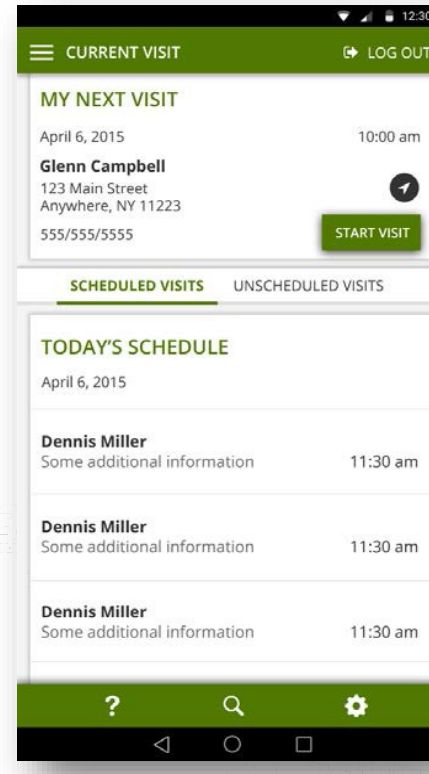 12:30
CURRENT VISIT
LOG OUT
MY NEXT VISIT
April 6, 2015 10:00 am
Glenn Campbell
123 Main Street
Anywhere, NY 11223
555/555/5555
START VISIT
SCHEDULED VISITS UNSCHEDULED VISITS
TODAY'S SCHEDULE
April 6, 2015
Dennis Miller
Some additional information 11:30 am
Dennis Miller
Some additional information 11:30 am
Dennis Miller
Some additional information 11:30 am
?